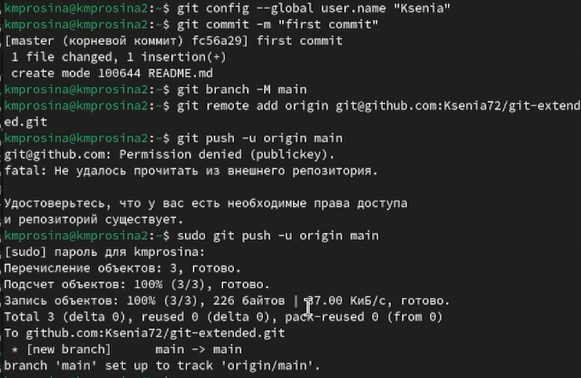 kmprosina@kmprosina2:~$ git config --global user.name "Ksenia"
kmprosina@kmprosina2:~$ git commit -m "first commit"
[master (корневой коммит) fc56a29] first commit
 1 file changed, 1 insertion(+)
 create mode 100644 README.md
kmprosina@kmprosina2:~$ git branch -M main
kmprosina@kmprosina2:~$ git remote add origin git@github.com:Ksenia72/git-extend
ed.git
kmprosina@kmprosina2:~$ git push -u origin main
git@github.com: Permission denied (publickey).
fatal: Не удалось прочитать из внешнего репозитория.

Удостоверьтесь, что у вас есть необходимые права доступа
и репозиторий существует.
kmprosina@kmprosina2:~$ sudo git push -u origin main
[sudo] пароль для kmprosina:
Перечисление объектов: 3, готово.
Подсчет объектов: 100% (3/3), готово.
Запись объектов: 100% (3/3), 226 байтов | 37.00 КиБ/с, готово.
Total 3 (delta 0), reused 0 (delta 0), pack-reused 0 (from 0)
To github.com:Ksenia72/git-extended.git
 * [new branch]      main -> main
branch 'main' set up to track 'origin/main'.